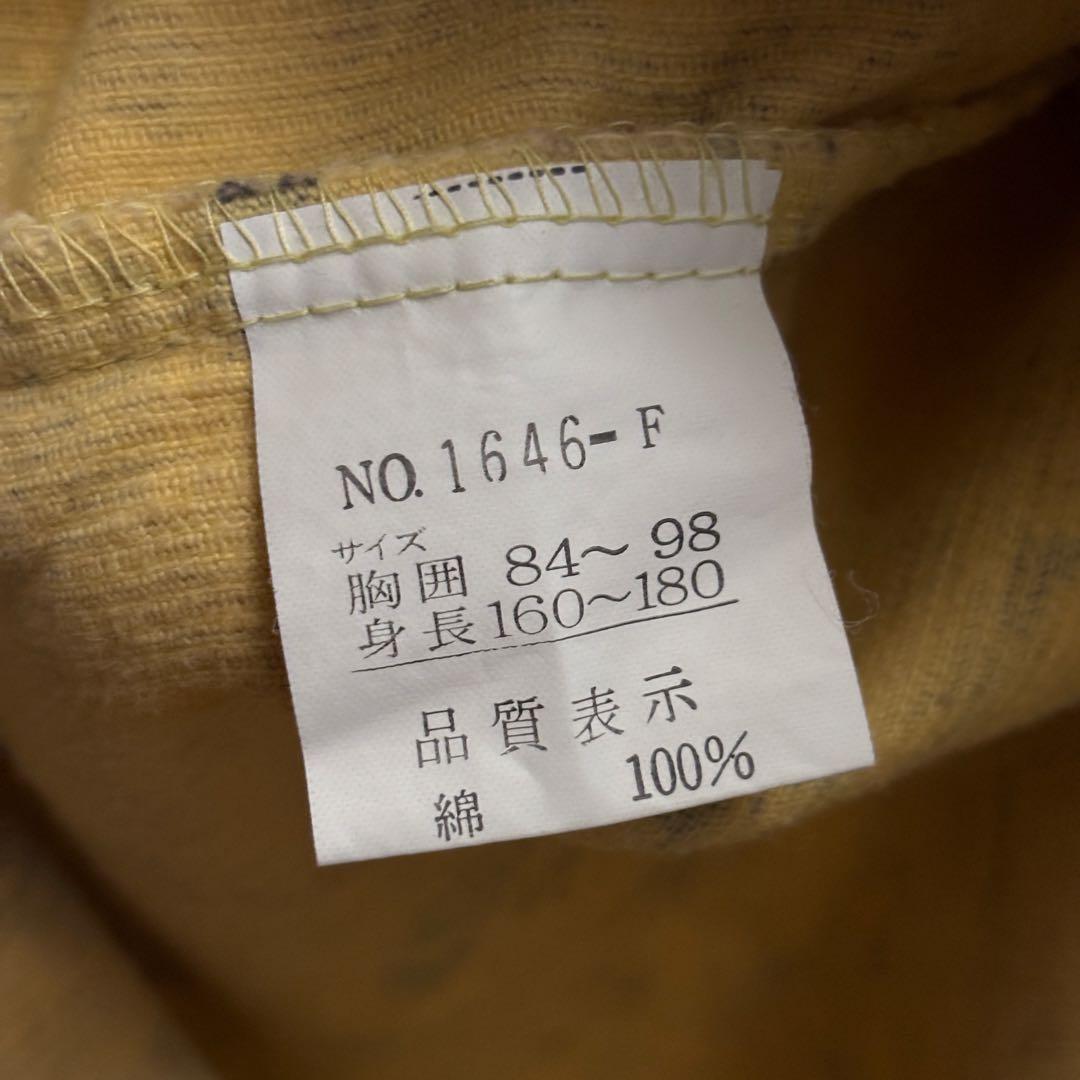 NO.1646-F
サイズ
胸囲 84～98
身長160～180
品質表示
綿 100%